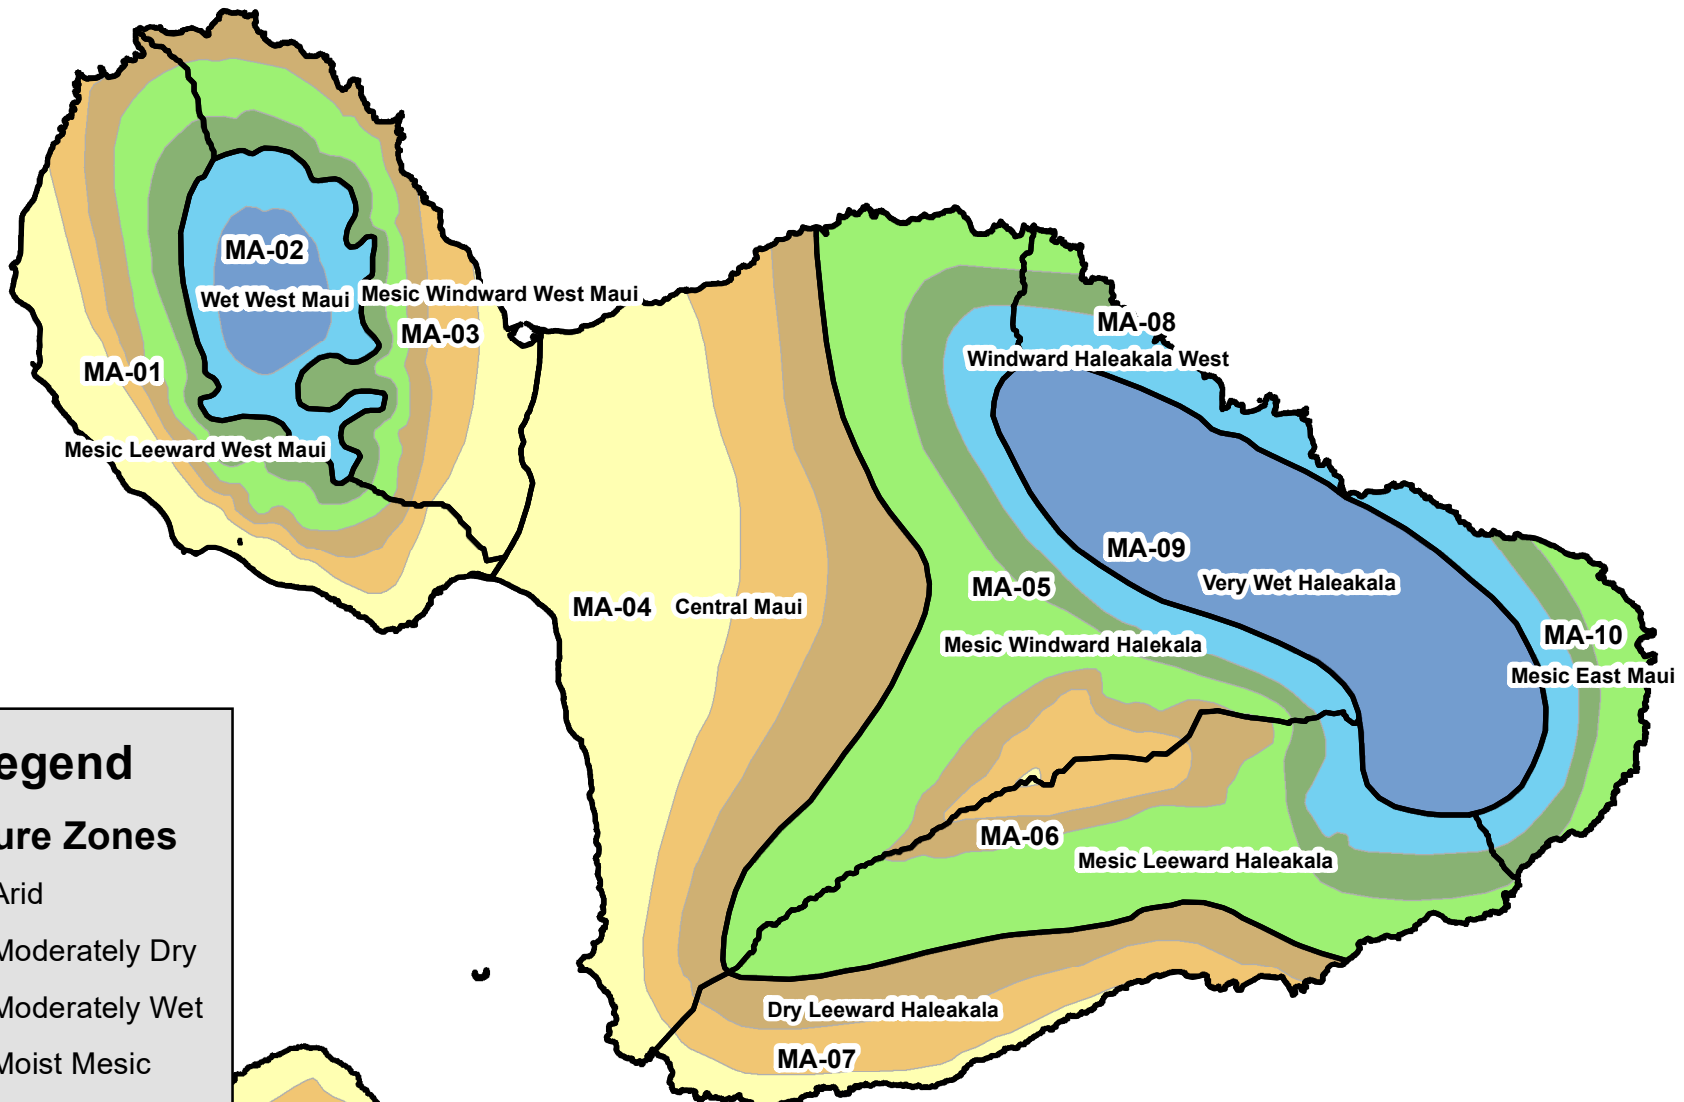 MA-02
Wet West Maui
Mesic Windward West Maui
MA-03
MA-01
Mesic Leeward West Maui
MA-08
Windward Haleakala West
MA-09
Very Wet Haleakala
MA-05
Mesic Windward Halekala
MA-04 Central Maui
MA-10
Mesic East Maui
MA-06
Mesic Leeward Haleakala
Dry Leeward Haleakala
MA-07
egend
ure Zones
Arid
Moderately Dry
Moderately Wet
Moist Mesic